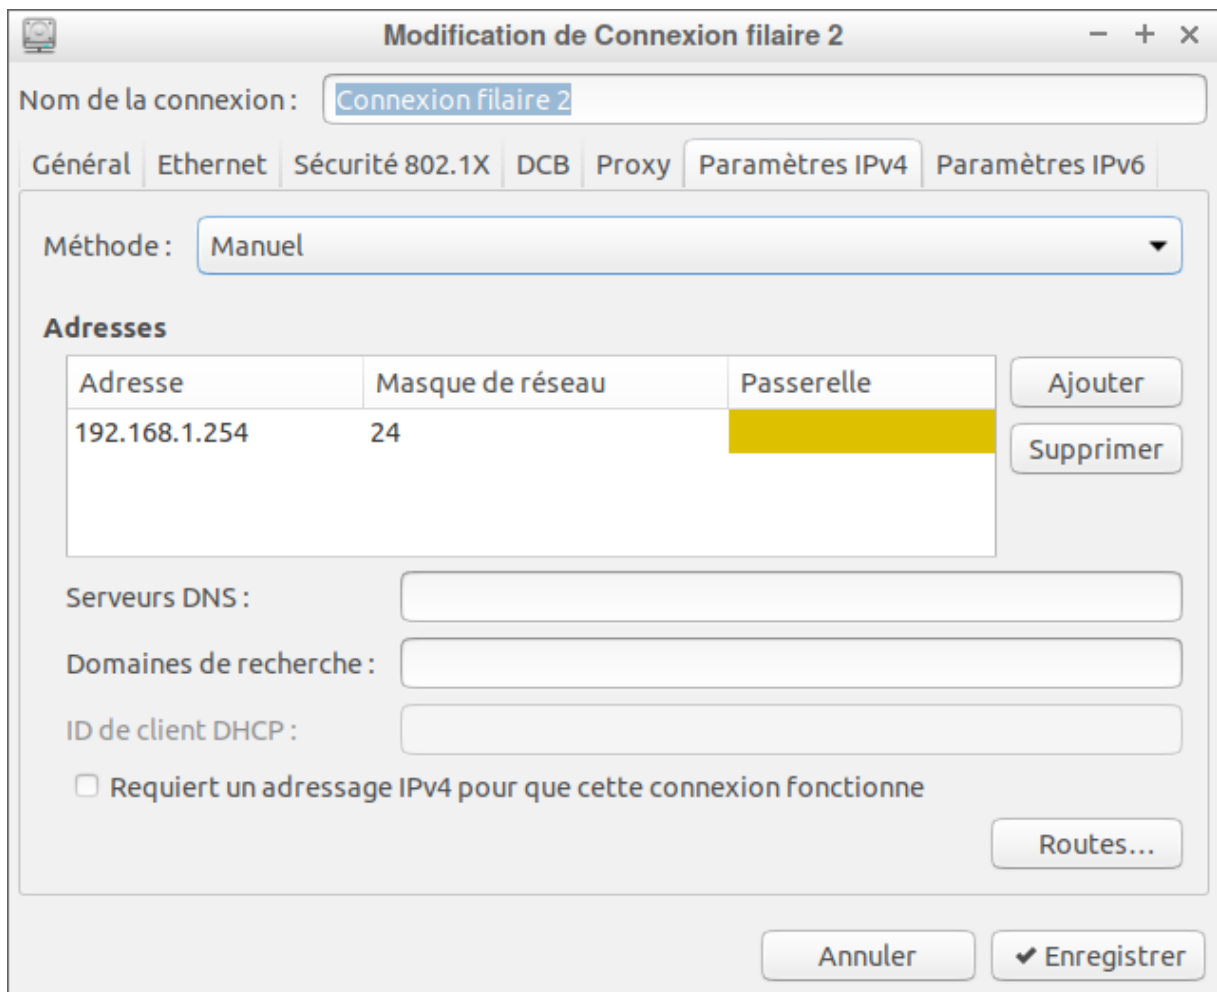 Modification de Connexion filaire 2
Nom de la connexion : Connexion filaire 2
Général Ethernet Sécurité 802.1X DCB Proxy Paramètres IPv4 Paramètres IPv6
Méthode : Manuel
Adresses
Adresse Masque de réseau Passerelle Ajouter
192.168.1.254 24
Supprimer
Serveurs DNS :
Domaines de recherche :
ID de client DHCP :
Requiert un adressage IPv4 pour que cette connexion fonctionne
Routes…
Annuler Enregistrer